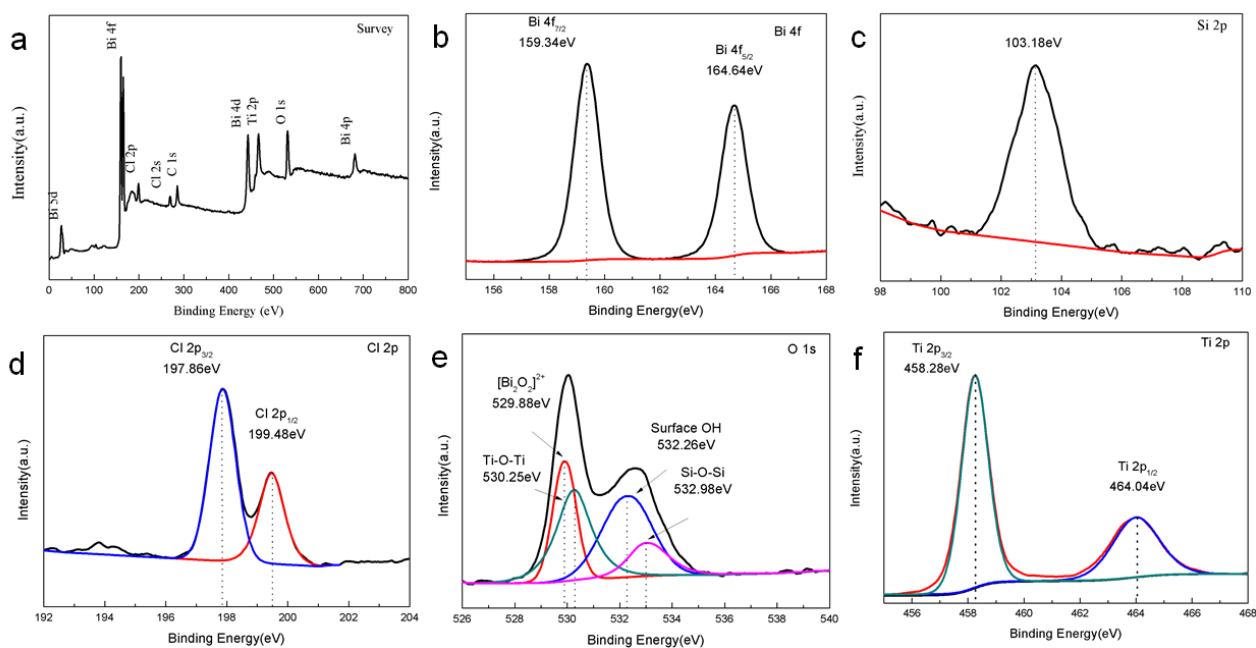 a
Survey
Bi 5d
Bi 4f
Cl 2p
Cl 2s
C 1s
Bi 4d
Ti 2p
O 1s
Bi 4p
Intensity(a.u.)
0 100 200 300 400 500 600 700 800
Binding Energy (eV)
b
Bi 4f
Bi 4f7/2
159.34eV
Bi 4f5/2
164.64eV
Intensity(a.u.)
156 158 160 162 164 166 168
Binding Energy(eV)
c
Si 2p
103.18eV
Intensity(a.u.)
98 100 102 104 106 108 110
Binding Energy(eV)
d
Cl 2p
Cl 2p3/2
197.86eV
Cl 2p1/2
199.48eV
Intensity(a.u.)
192 194 196 198 200 202 204
Binding Energy(eV)
e
O 1s
[Bi2O2]2+
529.88eV
Ti-O-Ti
530.25eV
Surface OH
532.26eV
Si-O-Si
532.98eV
Intensity(a.u.)
526 528 530 532 534 536 538 540
Binding Energy(eV)
f
Ti 2p
Ti 2p3/2
458.28eV
Ti 2p1/2
464.04eV
Intensity(a.u.)
456 458 460 462 464 466 468
Binding Energy(eV)